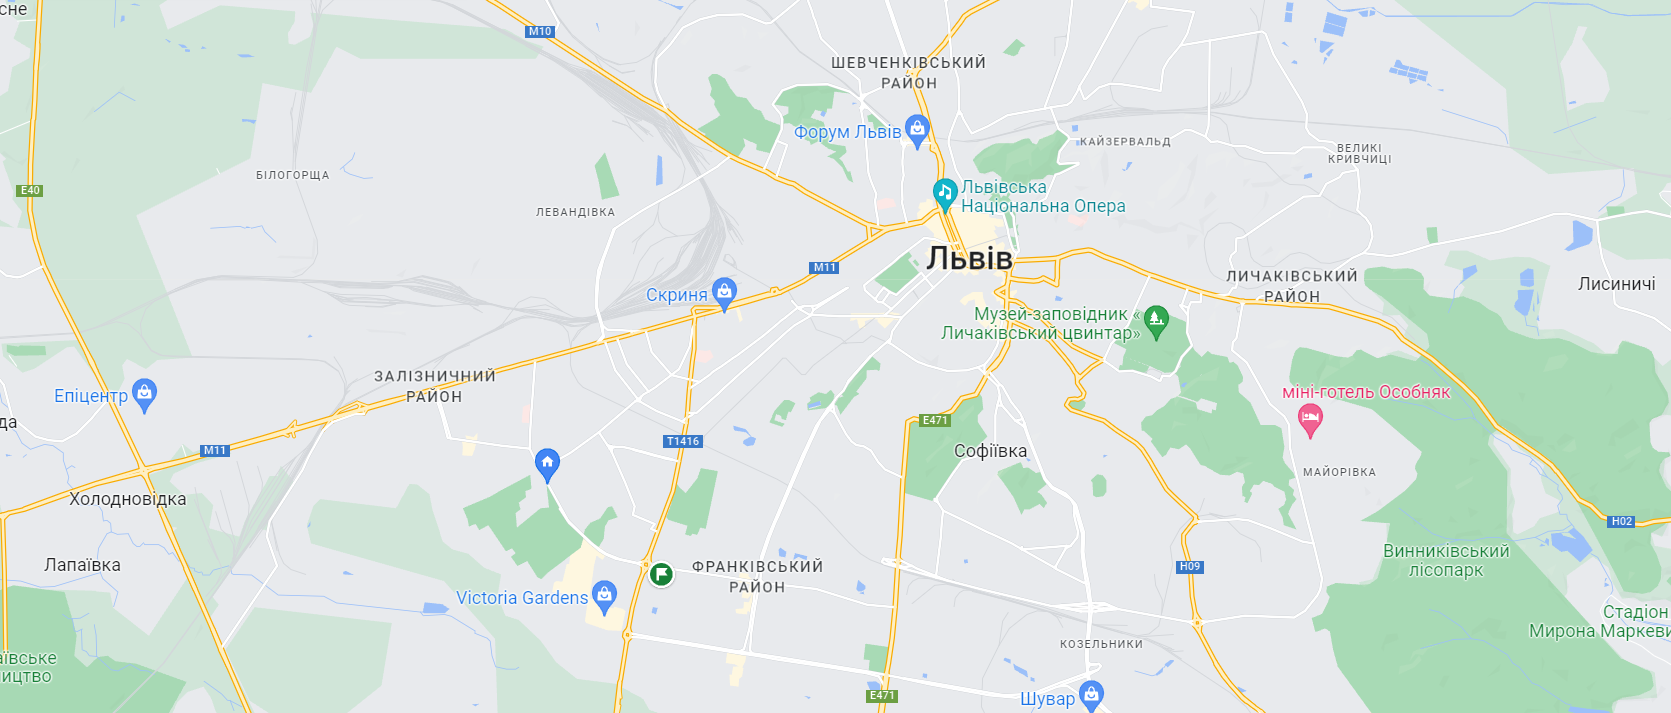 сне
M10
ШЕВЧЕНКІВСЬКИЙ
РАЙОН
Форум Львів
КАЙЗЕРВАЛЬД
ВЕЛИКІ
КРИВЧИЦІ
БІЛОГОРЩА
E40
Львівська
Національна Опера
ЛЕВАНДІВКА
Львів
M11
ЛИЧАКІВСЬКИЙ
РАЙОН
Лисиничі
Скриня
Музей-заповідник «
Личаківський цвинтар»
ЗАЛІЗНИЧНИЙ
РАЙОН
Епіцентр
міні-готель Особняк
да
E471
T1416
M11
Софіївка
МАЙОРІВКА
Холодновідка
H02
Винниківський
лісопарк
Лапаївка
ФРАНКІВСЬКИЙ
РАЙОН
H09
Victoria Gardens
Стадіон
Мирона Маркеви
КОЗЕЛЬНИКИ
аївське
ництво
E471
Шувар